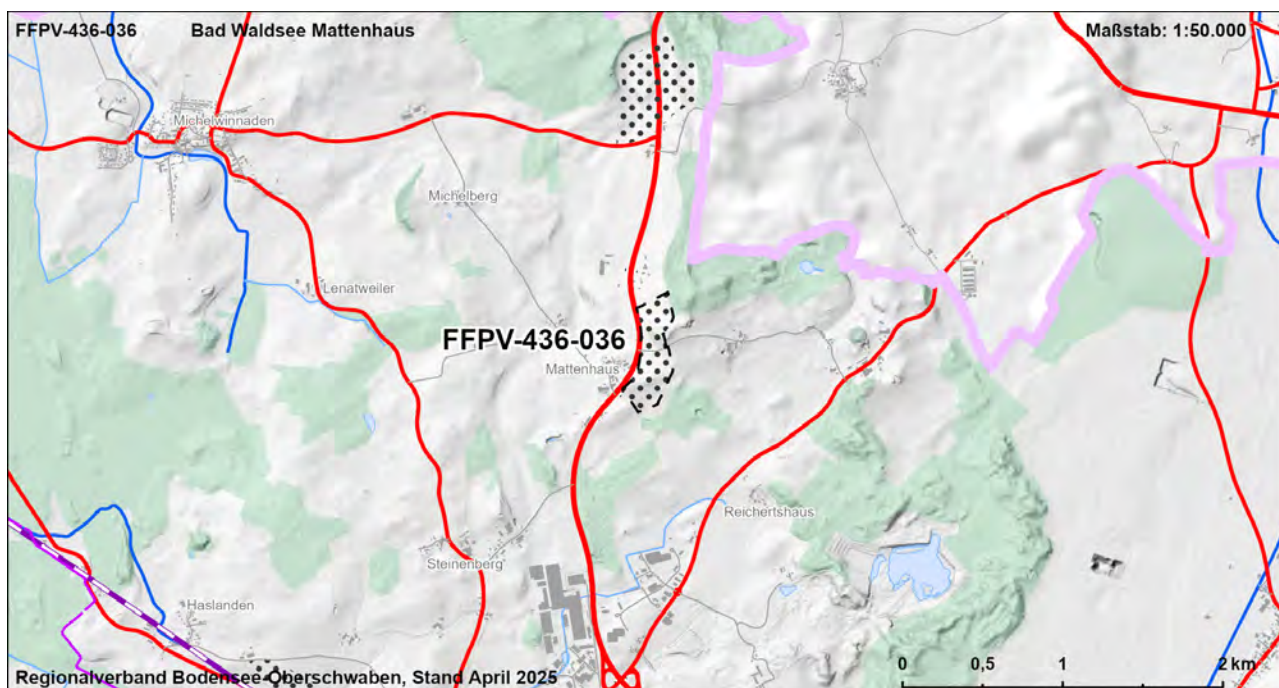 FFPV-436-036 Bad Waldsee Mattenhaus Maßstab: 1:50.000
Michelwinnaden
Michelberg
Lenatweiler
FFPV-436-036
Mattenhaus
Reichertshaus
Steinenberg
Haslanden
0 0,5 1 2 km
Regionalverband Bodensee-Oberschwaben, Stand April 2025